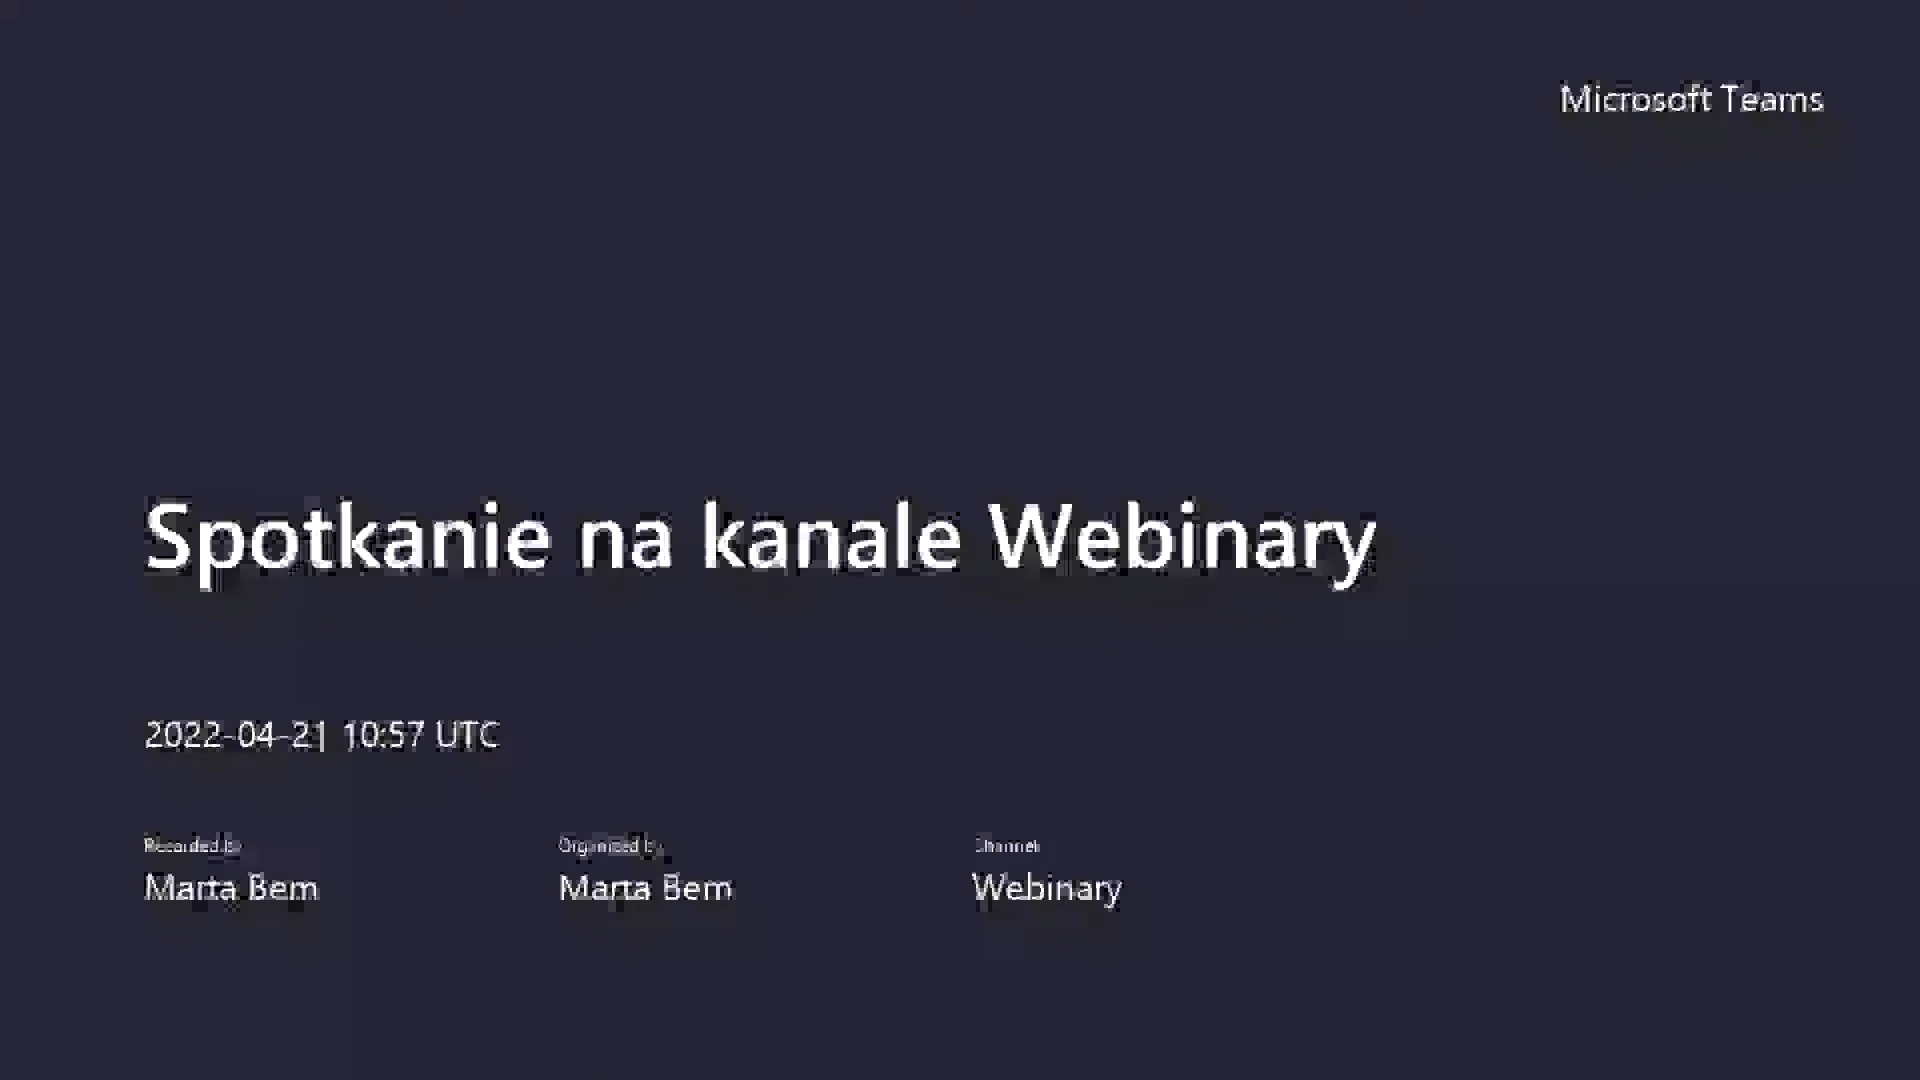 Microsoft Teams
Spotkanie na kanale Webinary
2022-04-21 10:57 UTC
Recorded by
Organized by
Channel
Marta Bem
Marta Bem
Webinary